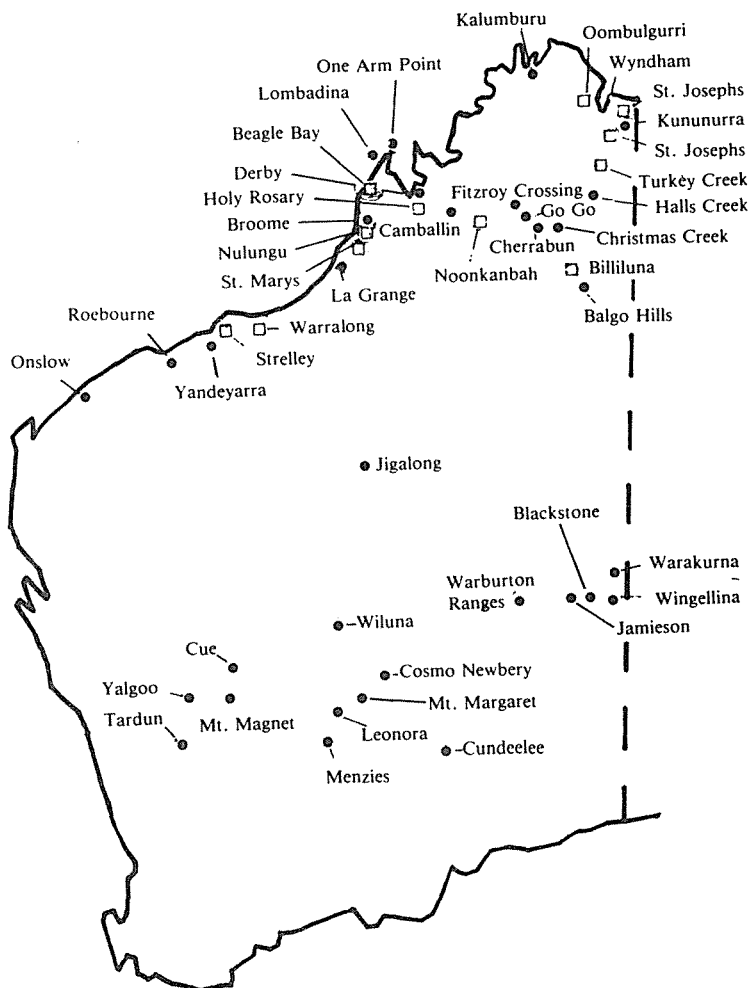 Kalumburu
Oombulgurri
Wyndham
One Arm Point
St. Josephs
Lombadina
Kununurra
Beagle Bay
St. Josephs
Derby
Turkey Creek
Holy Rosary
Fitzroy Crossing
Halls Creek
Broome
Camballin
Go Go
Nulungu
Cherrabun
Christmas Creek
St. Marys
Noonkanbah
Billiluna
La Grange
Balgo Hills
Roebourne
Warralong
Onslow
Strelley
Yandeyarra
Jigalong
Blackstone
Warakurna
Warburton
Ranges
Wingellina
Jamieson
Wiluna
Cue
Cosmo Newbery
Yalgoo
Mt. Margaret
Tardun
Mt. Magnet
Leonora
Cundeelee
Menzies